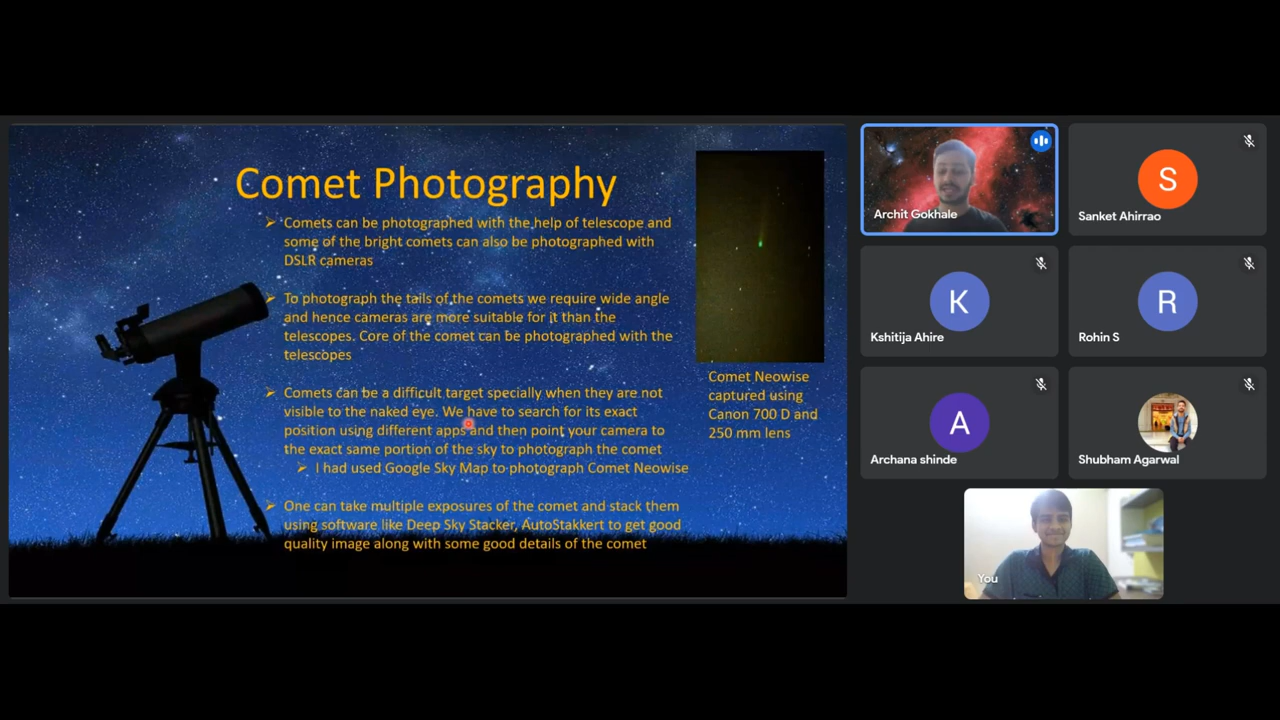 Comet Photography
➢ Comets can be photographed with the help of telescope and
some of the bright comets can also be photographed with
DSLR cameras
➢ To photograph the tails of the comets we require wide angle
and hence cameras are more suitable for it than the
telescopes. Core of the comet can be photographed with the
telescopes
➢ Comets can be a difficult target specially when they are not
visible to the naked eye. We have to search for its exact
position using different apps and then point your camera to
the exact same portion of the sky to photograph the comet
➢ I had used Google Sky Map to photograph Comet Neowise
➢ One can take multiple exposures of the comet and stack them
using software like Deep Sky Stacker, AutoStakkert to get good
quality image along with some good details of the comet
Comet Neowise
captured using
Canon 700 D and
250 mm lens
Archit Gokhale
S
Sanket Ahirrao
K
Kshitija Ahire
R
Rohin S
A
Archana shinde
Shubham Agarwal
You